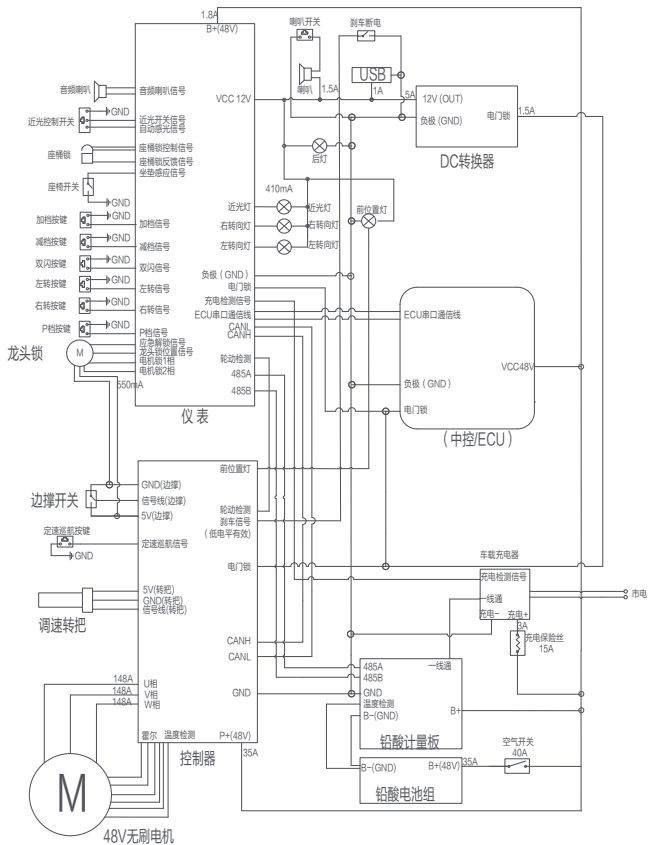 1.8A
B+(48V)
喇叭开关
刹车断电
音频喇叭
音频喇叭信号
喇叭
1.5A
USB
1A
5A
VCC 12V
12V (OUT)
负极 (GND)
电门锁
1.5A
DC转换器
GND
近光控制开关
近光开关信号
自动感光信号
座桶锁
座桶锁控制信号
座桶锁反馈信号
座椅开关
坐垫感应信号
GND
后灯
410mA
前位置灯
近光灯
近光灯
右转向灯
右转向灯
左转向灯
左转向灯
加档按键
GND
加档信号
减档按键
GND
减档信号
双闪按键
GND
双闪信号
左转按键
GND
左转信号
右转按键
GND
右转信号
P档按键
GND
P档信号
应急解锁信号
龙头锁
M
龙头锁位置信号
电机锁1相
电机锁2相
550mA
负极 (GND)
电门锁
充电检测信号
ECU串口通信线
CANL
CANH
轮动检测
485A
485B
仪 表
ECU串口通信线
VCC48V
负极 (GND)
电门锁
(中控/ECU)
前位置灯
GND(边撑)
边撑开关
信号线(边撑)
5V(边撑)
轮动检测
刹车信号
(低电平有效)
定速巡航按键
GND
定速巡航信号
电门锁
车载充电器
充电检测信号
一线通
充电-
充电+
市电
3A
充电保险丝
15A
5V(转把)
GND(转把)
信号线(转把)
调速转把
CANH
CANL
GND
485A
485B
一线通
GND
温度检测
B-(GND)
B+
铅酸计量板
148A
U相
148A
V相
148A
W相
霍尔
温度检测
P+(48V)
35A
控制器
空气开关
40A
B-(GND)
B+(48V)
35A
铅酸电池组
M
48V无刷电机